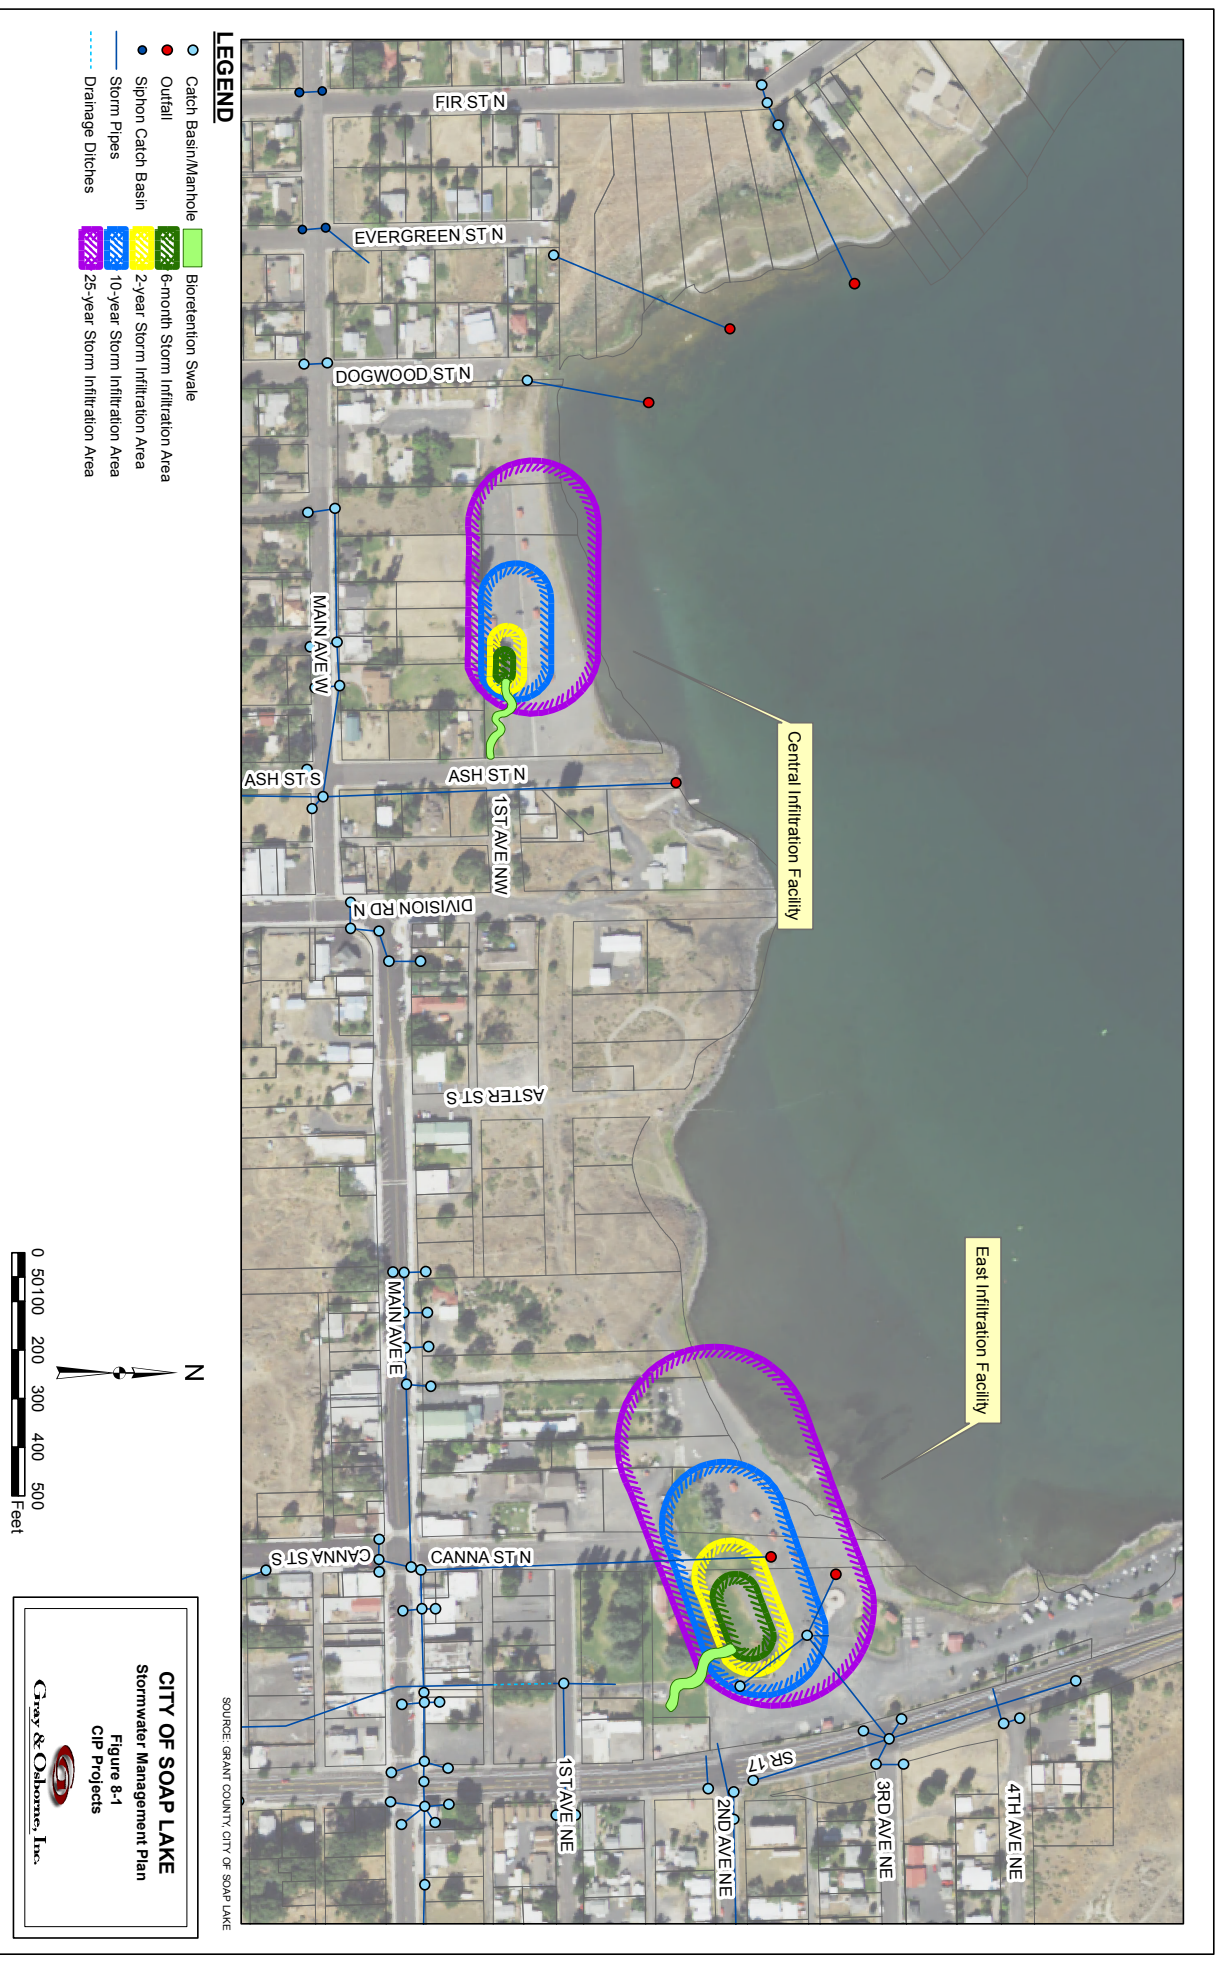 Central Infiltration Facility
East Infiltration Facility
FIR ST N
EVERGREEN ST N
DOGWOOD ST N
MAIN AVE W
ASH ST S
ASH ST N
1ST AVE NW
DIVISION RD N
ASTER ST S
MAIN AVE E
CANNA ST S
CANNA ST N
1ST AVE NE
2ND AVE NE
SR 17
3RD AVE NE
4TH AVE NE
LEGEND
Catch Basin/Manhole
Outfall
Siphon Catch Basin
Storm Pipes
Drainage Ditches
Bioretention Swale
6-month Storm Infiltration Area
2-year Storm Infiltration Area
10-year Storm Infiltration Area
25-year Storm Infiltration Area
N
0 50 100 200 300 400 500
Feet
SOURCE: GRANT COUNTY, CITY OF SOAP LAKE
CITY OF SOAP LAKE
Stormwater Management Plan
Figure 8-1
CIP Projects
Gray & Osborne, Inc.